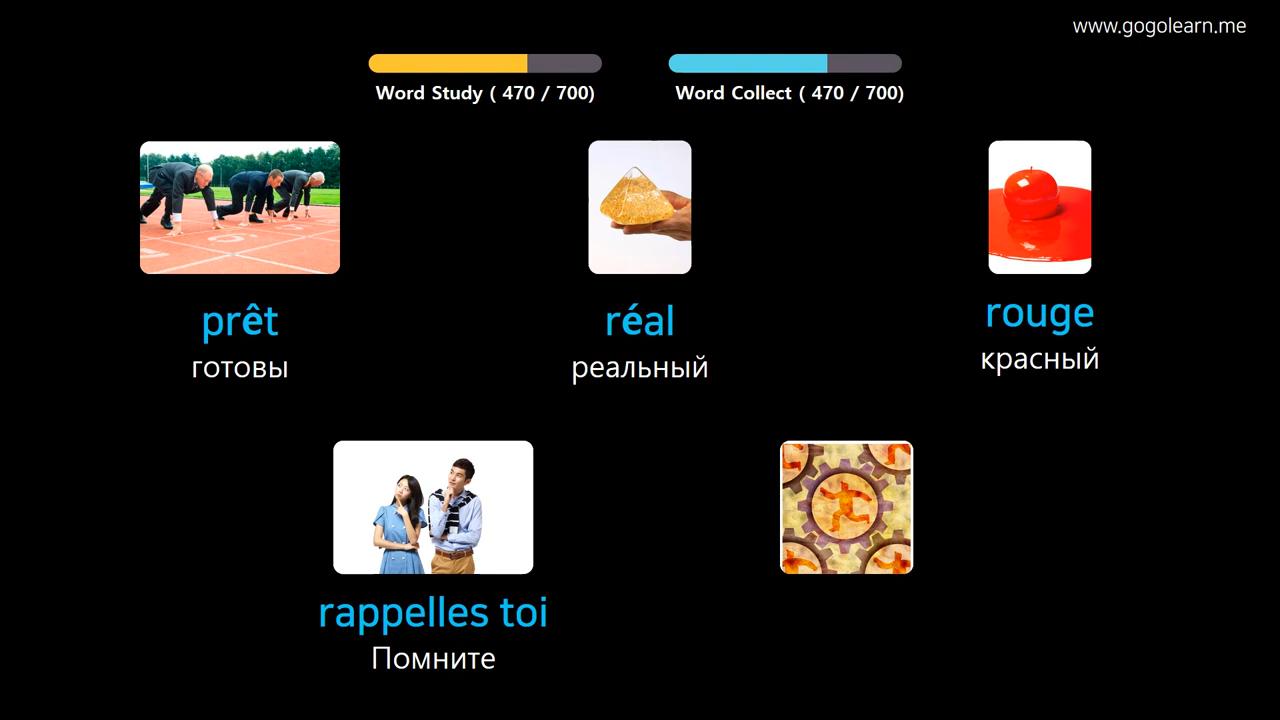 www.gogolearn.me
Word Study ( 470 / 700)
Word Collect ( 470 / 700)
prêt
готовы
réal
реальный
rouge
красный
rappelles toi
Помните